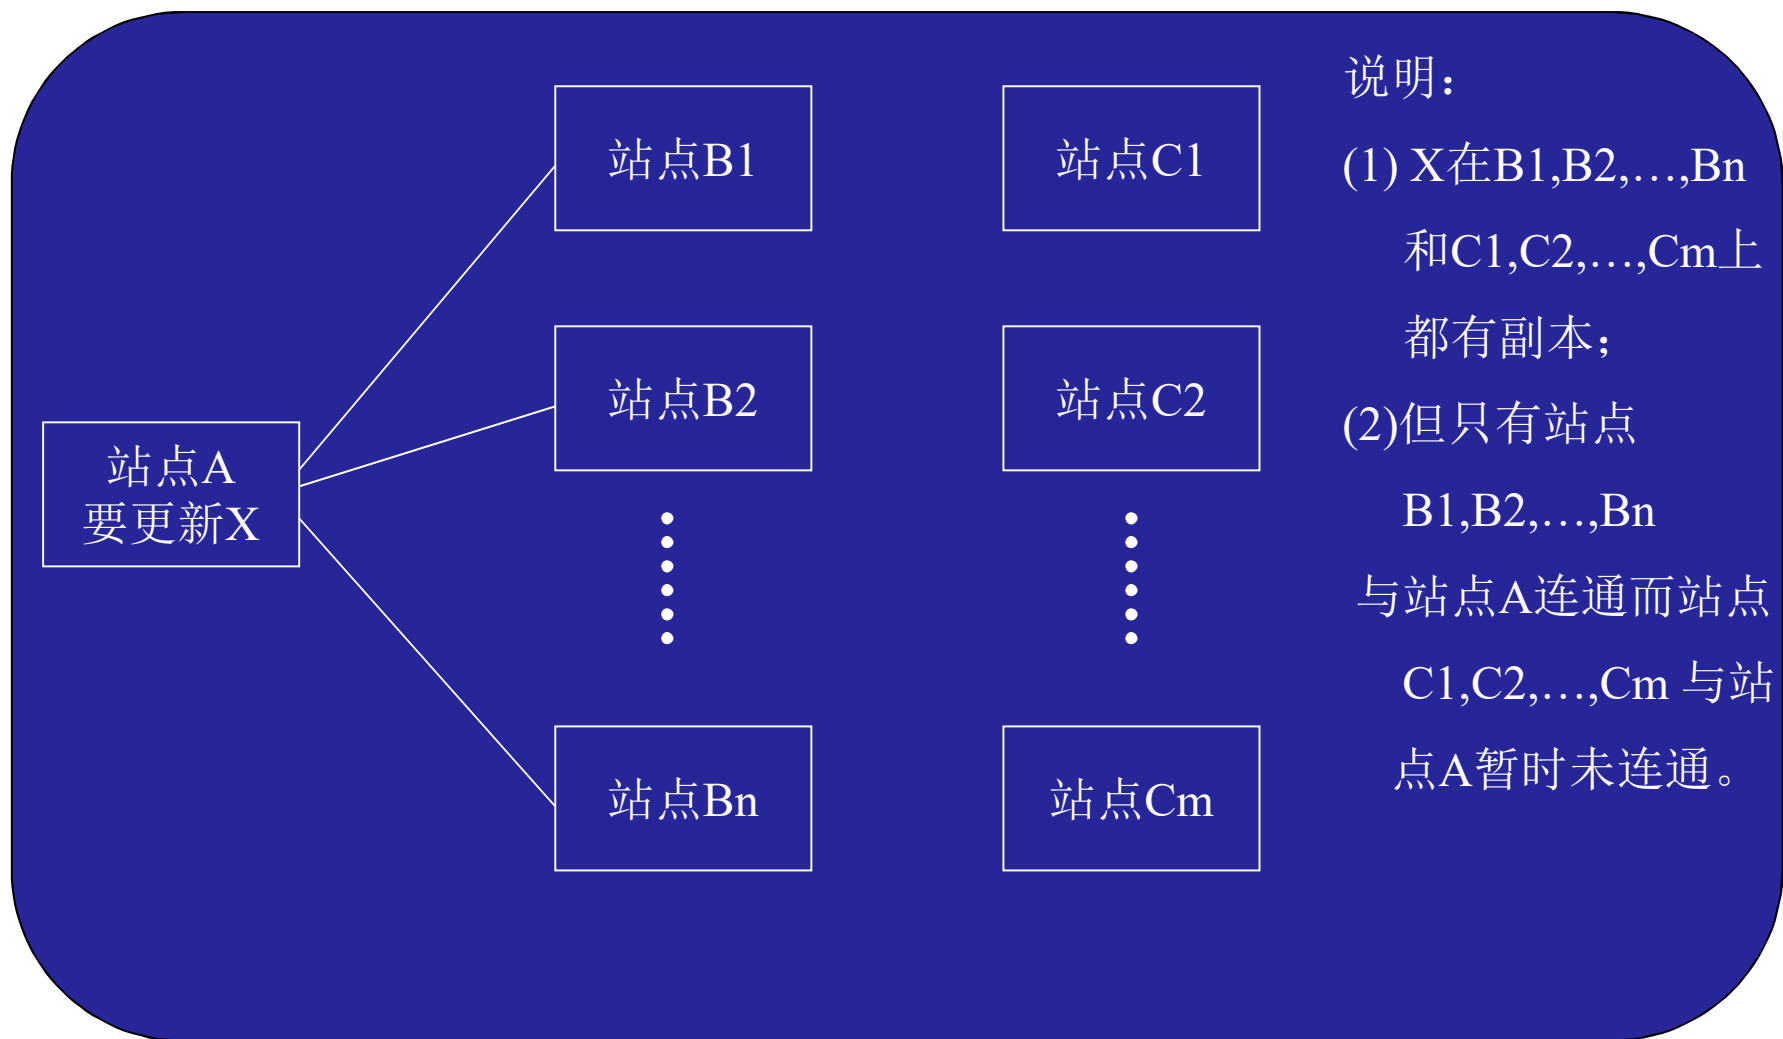 站点A
要更新X
站点B1
站点B2
站点Bn
站点C1
站点C2
站点Cm
说明：
(1) X在B1,B2,…,Bn
和C1,C2,…,Cm上
都有副本；
(2)但只有站点
B1,B2,…,Bn
与站点A连通而站点
C1,C2,…,Cm 与站
点A暂时未连通。